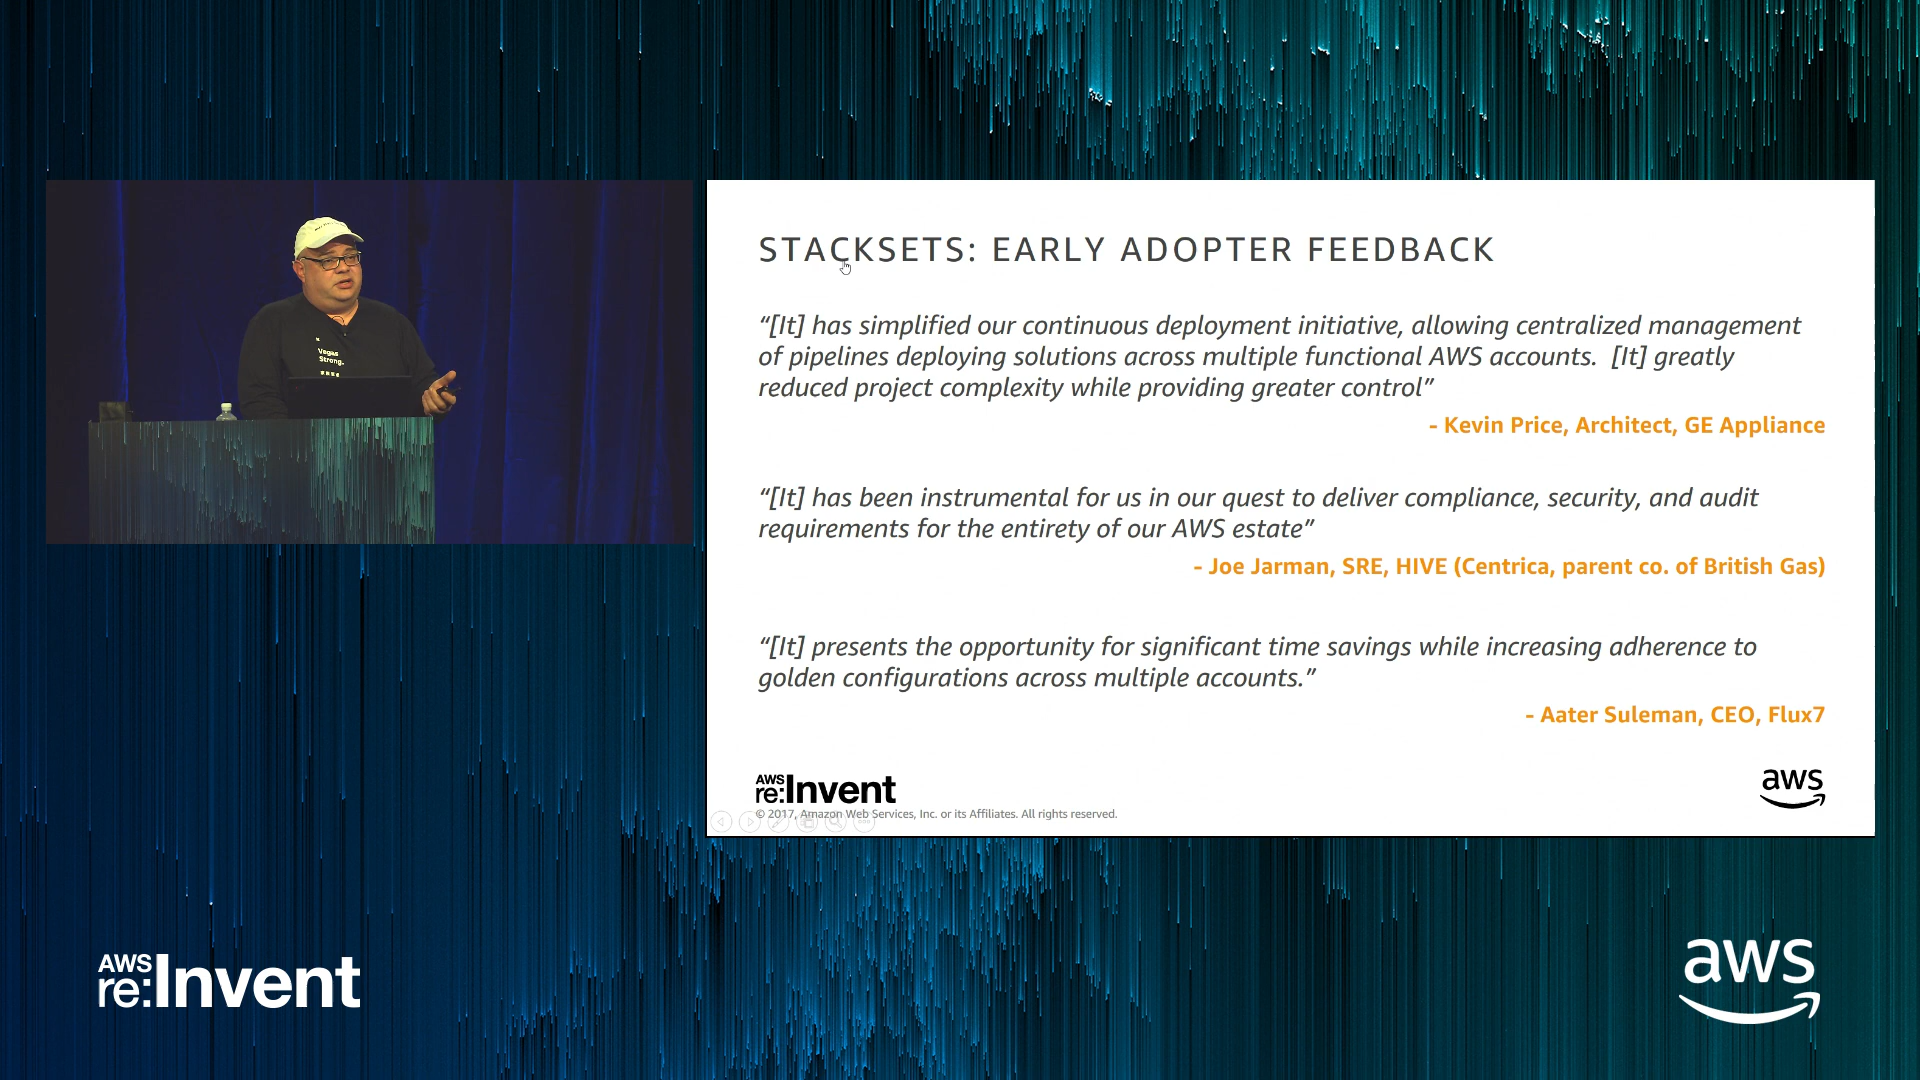 Vegas
Strong.
STACKSETS: EARLY ADOPTER FEEDBACK
“[It] has simplified our continuous deployment initiative, allowing centralized management
of pipelines deploying solutions across multiple functional AWS accounts.  [It] greatly
reduced project complexity while providing greater control”
- Kevin Price, Architect, GE Appliance
“[It] has been instrumental for us in our quest to deliver compliance, security, and audit
requirements for the entirety of our AWS estate”
- Joe Jarman, SRE, HIVE (Centrica, parent co. of British Gas)
“[It] presents the opportunity for significant time savings while increasing adherence to
golden configurations across multiple accounts.”
- Aater Suleman, CEO, Flux7
AWS
re:Invent
aws
© 2017, Amazon Web Services, Inc. or its Affiliates. All rights reserved.
AWS
re:Invent
aws